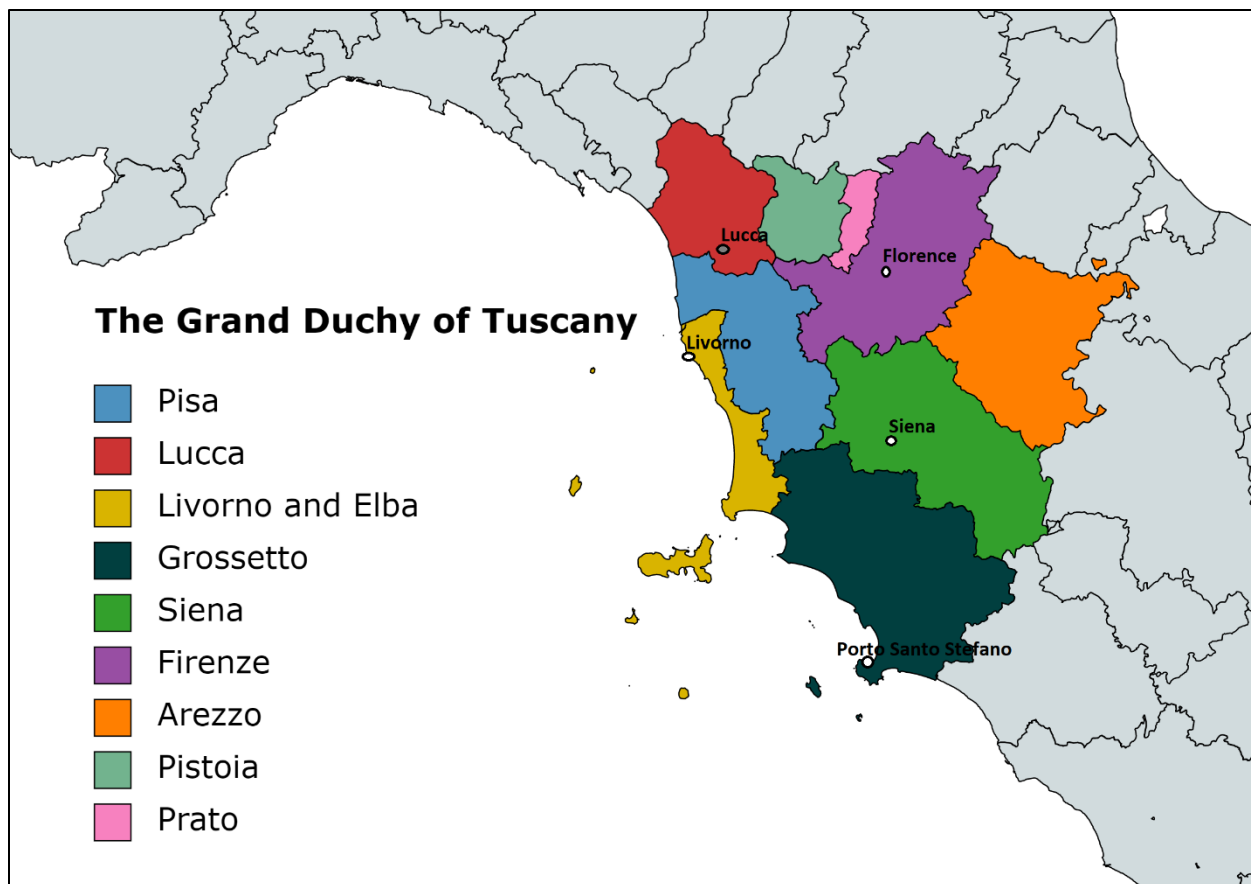 Lucca
Florence
The Grand Duchy of Tuscany
Livorno
Pisa
Lucca
Livorno and Elba
Grossetto
Siena
Firenze
Arezzo
Pistoia
Prato
Siena
Porto Santo Stefano